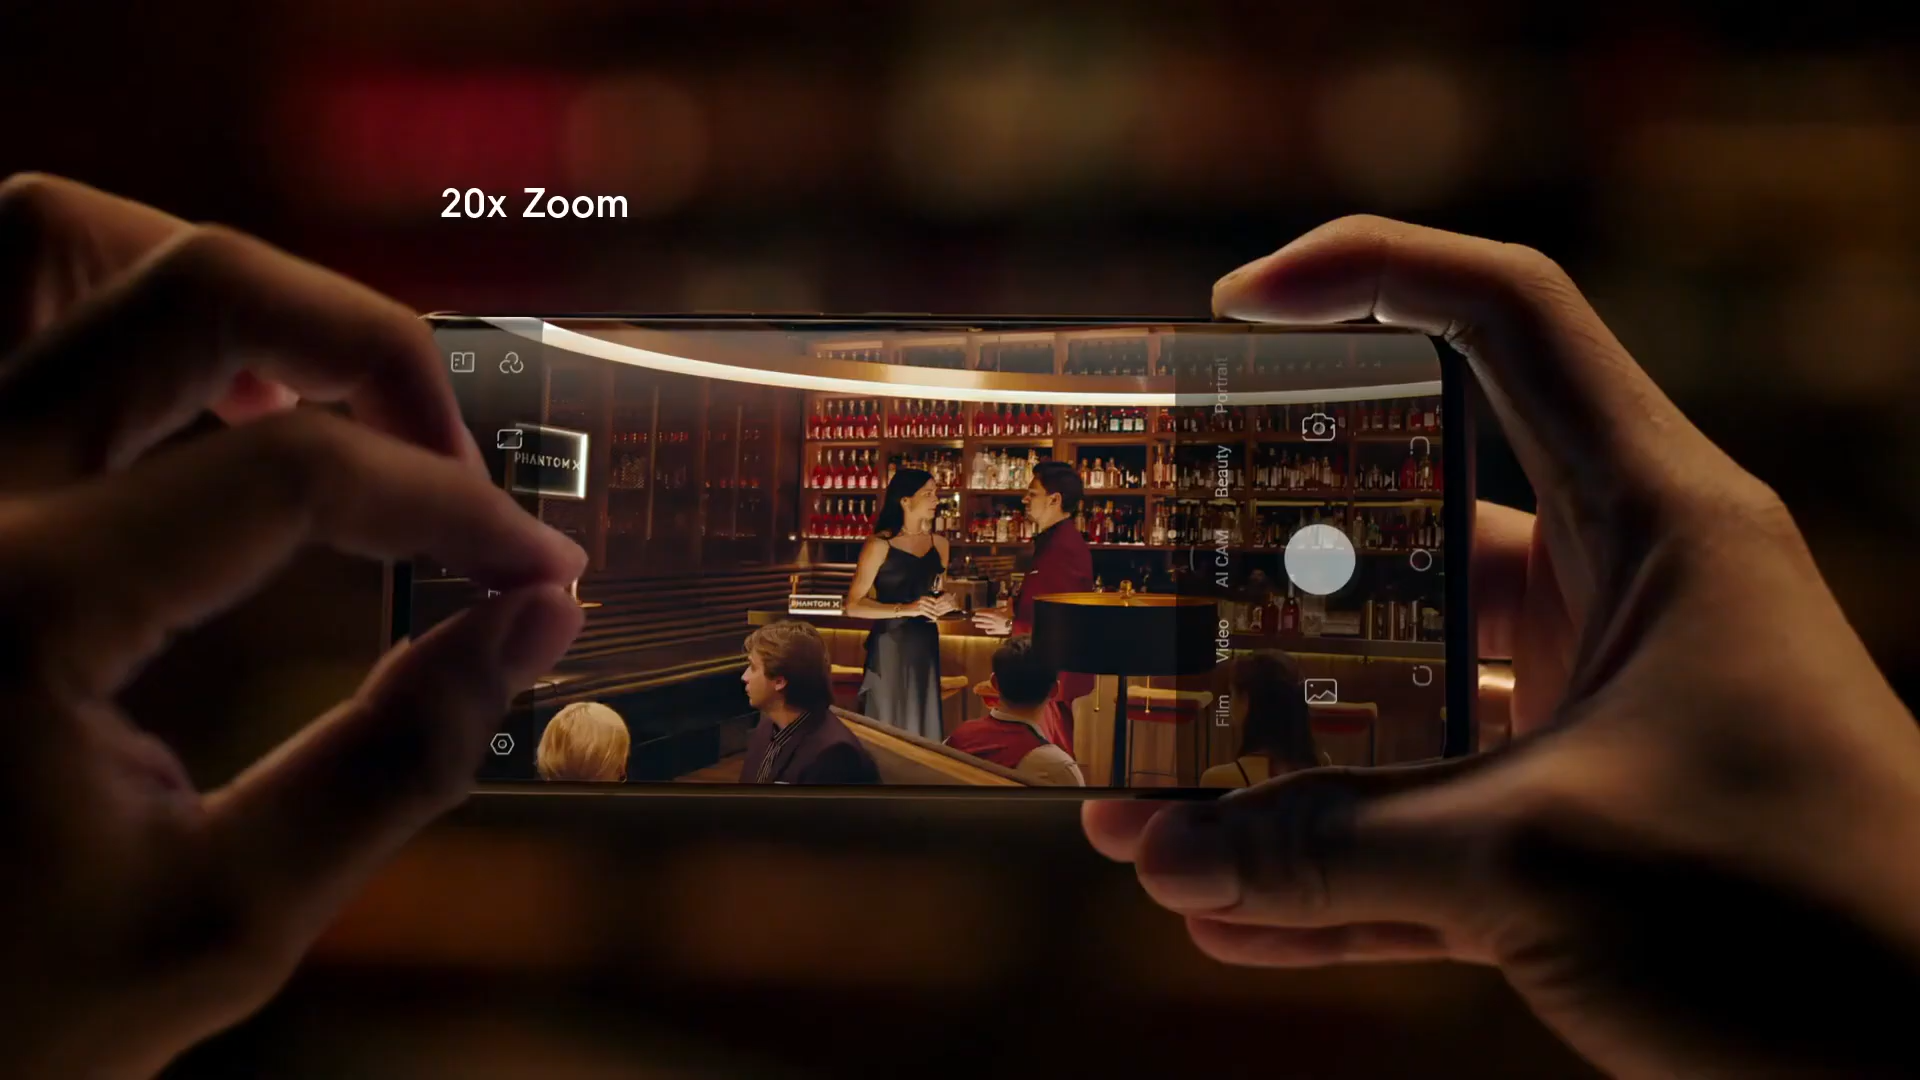 20x Zoom
PHANTOM X
PHANTOM X
Portrait
Beauty
AI CAM
Video
Film